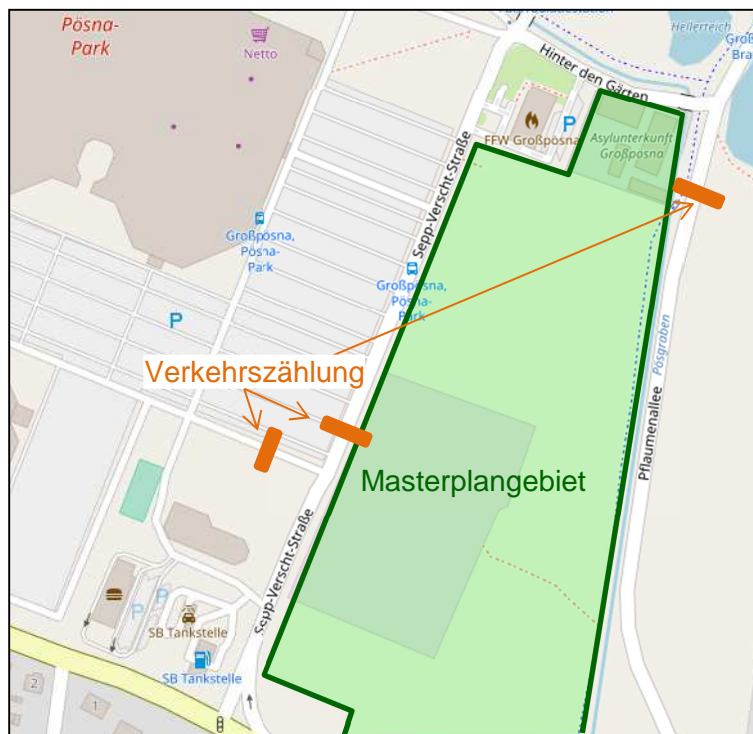 Pösna-
Park
Netto
Hellerteich
Hinter den Gärten
FFW Großpösna
P
Asylunterkunft
Großpösna
Sepp-Verscht-Straße
Großpösna,
Pösna-
Park
Großpösna,
Pösna-
Park
P
Verkehrszählung
Masterplangebiet
Pösgraben
Pflaumenallee
Sepp-Verscht-Straße
P
P
SB Tankstelle
SB Tankstelle
2
1